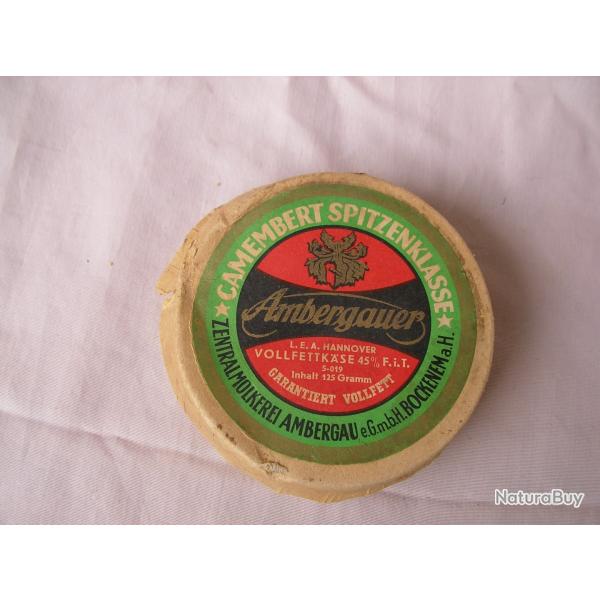 ★ CAMEMBERT SPITZENKLASSE ★
Ambergauer
L. E. A. HANNOVER
VOLLFETTKÄSE 45% F.i.T.
5-019
Inhalt 125 Gramm
GARANTIERT VOLLFETT
ZENTRALMOLKEREI AMBERGAU e.G.m.b.H. BOCKENEM a.H.
NaturaBuy